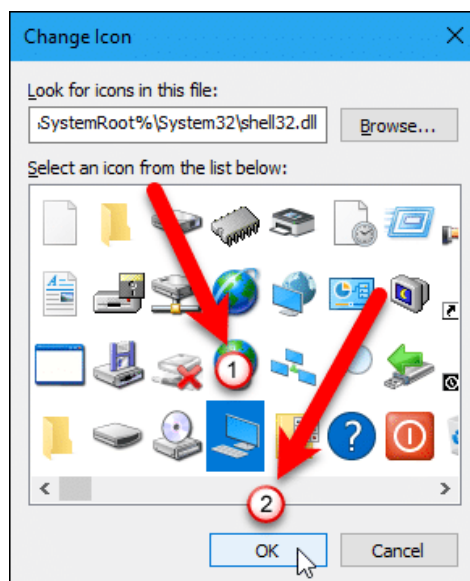 Change Icon
Look for icons in this file:
SystemRoot%\System32\shell32.dll
Browse...
Select an icon from the list below:
1
2
OK
Cancel